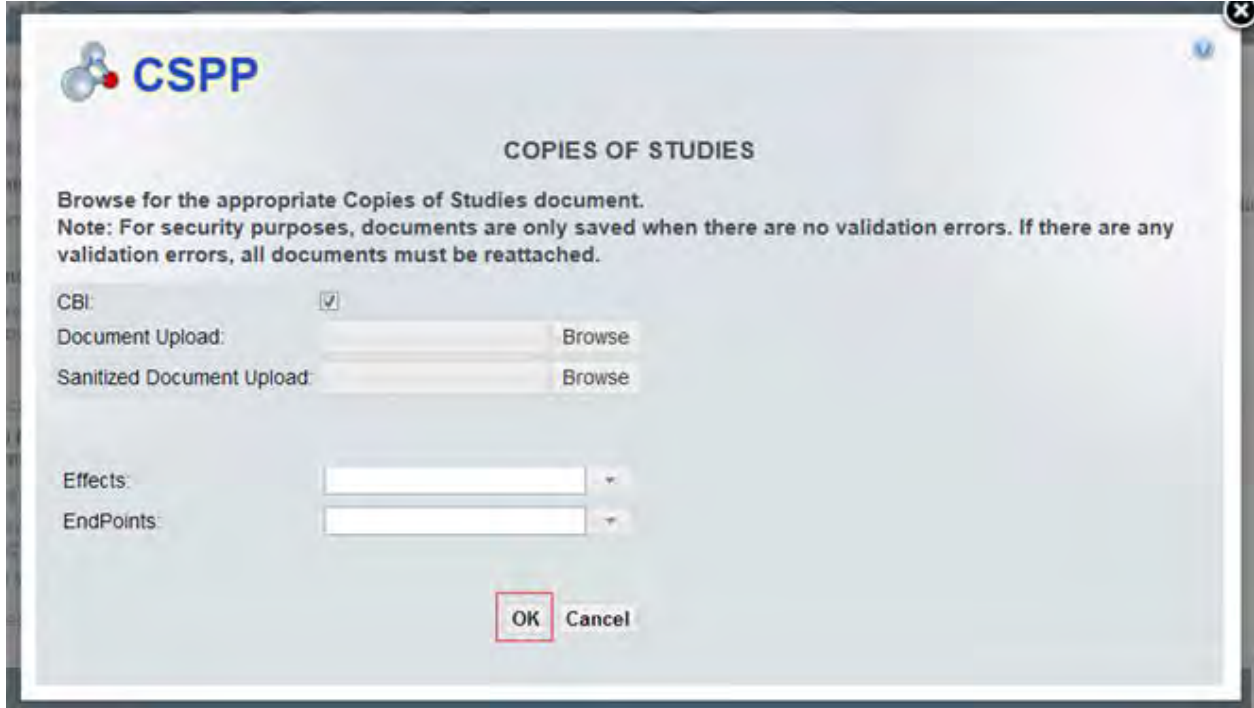 CSPP
COPIES OF STUDIES
Browse for the appropriate Copies of Studies document.
Note: For security purposes, documents are only saved when there are no validation errors. If there are any
validation errors, all documents must be reattached.
CBI:
Document Upload: Browse
Sanitized Document Upload: Browse
Effects:
EndPoints:
OK Cancel